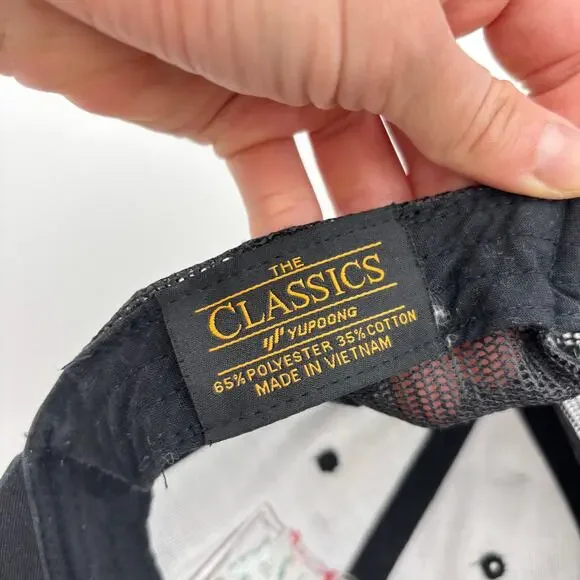 THE
CLASSICS
YUPOONG
65% POLYESTER 35% COTTON
MADE IN VIETNAM